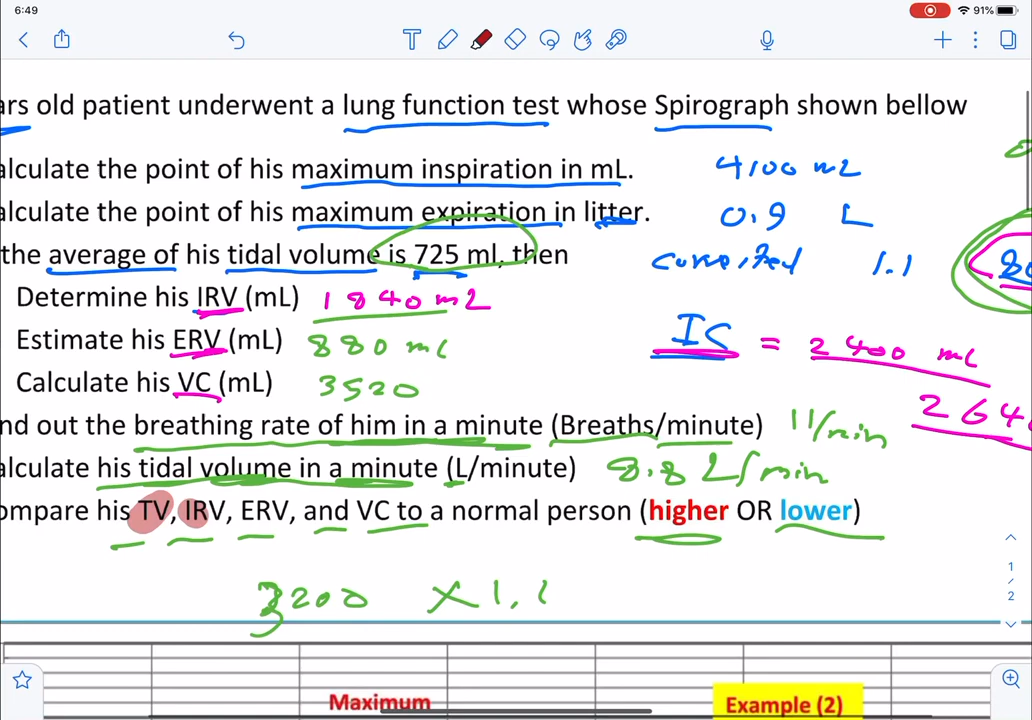 6:49
91%
ars old patient underwent a lung function test whose Spirograph shown bellow
alculate the point of his maximum inspiration in mL. 4100 mL
alculate the point of his maximum expiration in litter. 0.9 L
the average of his tidal volume is 725 ml, then 1.1
Determine his IRV (mL) 1840 mL
IC = 2400 mL
Estimate his ERV (mL) 880 mL
Calculate his VC (mL) 3520
264
nd out the breathing rate of him in a minute (Breaths/minute) 11/min
alculate his tidal volume in a minute (L/minute) 8.8 L/min
ompare his TV, IRV, ERV, and VC to a normal person (higher OR lower)
3200 X 1.1
1
/
2
Maximum
Example (2)